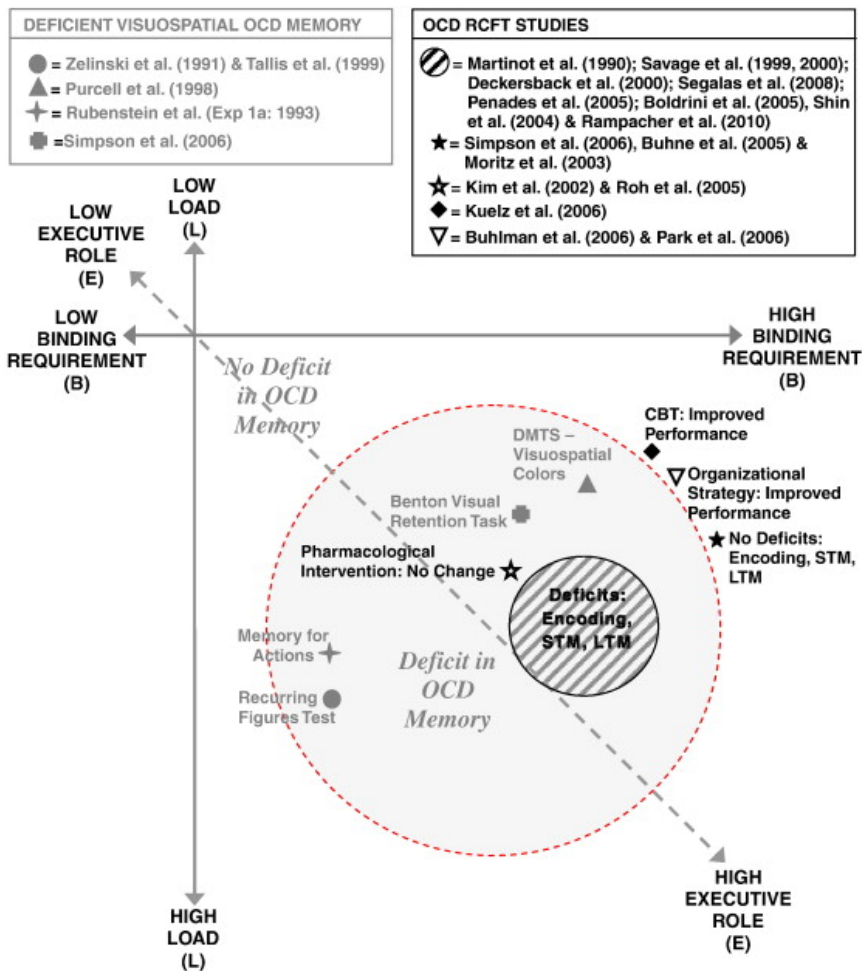 DEFICIENT VISUOSPATIAL OCD MEMORY
= Zelinski et al. (1991) & Tallis et al. (1999)
= Purcell et al. (1998)
= Rubenstein et al. (Exp 1a: 1993)
=Simpson et al. (2006)
OCD RCFT STUDIES
= Martinot et al. (1990); Savage et al. (1999, 2000);
Deckersback et al. (2000); Segalas et al. (2008);
Penades et al. (2005); Boldrini et al. (2005), Shin
et al. (2004) & Rampacher et al. (2010)
= Simpson et al. (2006), Buhne et al. (2005) &
Moritz et al. (2003)
= Kim et al. (2002) & Roh et al. (2005)
= Kuelz et al. (2006)
= Buhlman et al. (2006) & Park et al. (2006)
LOW
LOAD
(L)
LOW
EXECUTIVE
ROLE
(E)
LOW
BINDING
REQUIREMENT
(B)
HIGH
BINDING
REQUIREMENT
(B)
No Deficit
in OCD
Memory
CBT: Improved
Performance
DMTS –
Visuospatial
Colors
Organizational
Strategy: Improved
Performance
Benton Visual
Retention Task
No Deficits:
Encoding, STM,
LTM
Pharmacological
Intervention: No Change
Deficits:
Encoding,
STM, LTM
Memory for
Actions
Deficit in
OCD
Memory
Recurring
Figures Test
HIGH
EXECUTIVE
ROLE
(E)
HIGH
LOAD
(L)